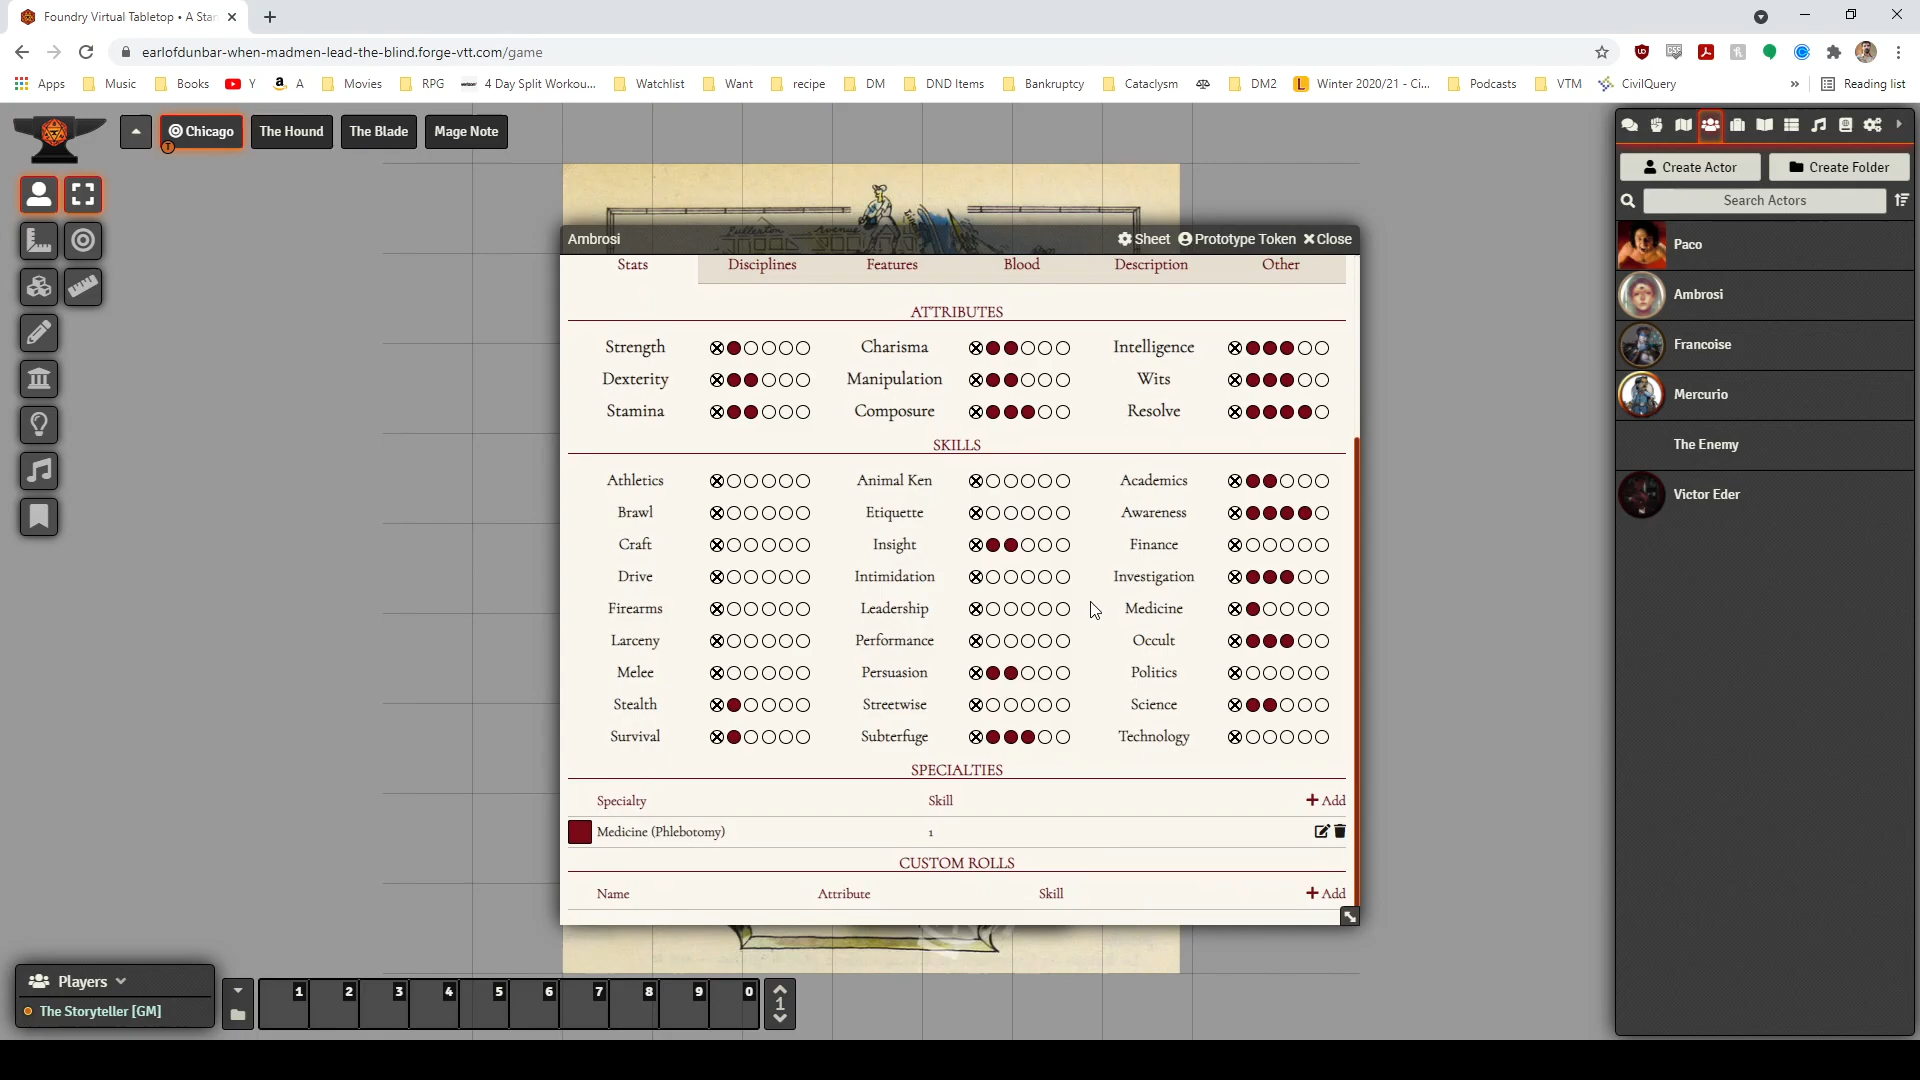 Foundry Virtual Tabletop • A Stan
earlofdunbar-when-madmen-lead-the-blind.forge-vtt.com/game
Apps Music Books Y A Movies RPG 4 Day Split Workou... Watchlist Want recipe DM DND Items Bankruptcy Cataclysm DM2 Winter 2020/21 - Ci... Podcasts VTM CivilQuery » Reading list
Chicago The Hound The Blade Mage Note
T
Create Actor Create Folder
Search Actors
Paco
Ambrosi
Francoise
Mercurio
The Enemy
Victor Eder
Fullerton Avenue
Ambrosi Sheet Prototype Token Close
Stats Disciplines Features Blood Description Other
ATTRIBUTES
Strength Charisma Intelligence
Dexterity Manipulation Wits
Stamina Composure Resolve
SKILLS
Athletics Animal Ken Academics
Brawl Etiquette Awareness
Craft Insight Finance
Drive Intimidation Investigation
Firearms Leadership Medicine
Larceny Performance Occult
Melee Persuasion Politics
Stealth Streetwise Science
Survival Subterfuge Technology
SPECIALTIES
Specialty Skill Add
Medicine (Phlebotomy) 1
CUSTOM ROLLS
Name Attribute Skill Add
Players
The Storyteller [GM]
1 2 3 4 5 6 7 8 9 0
1